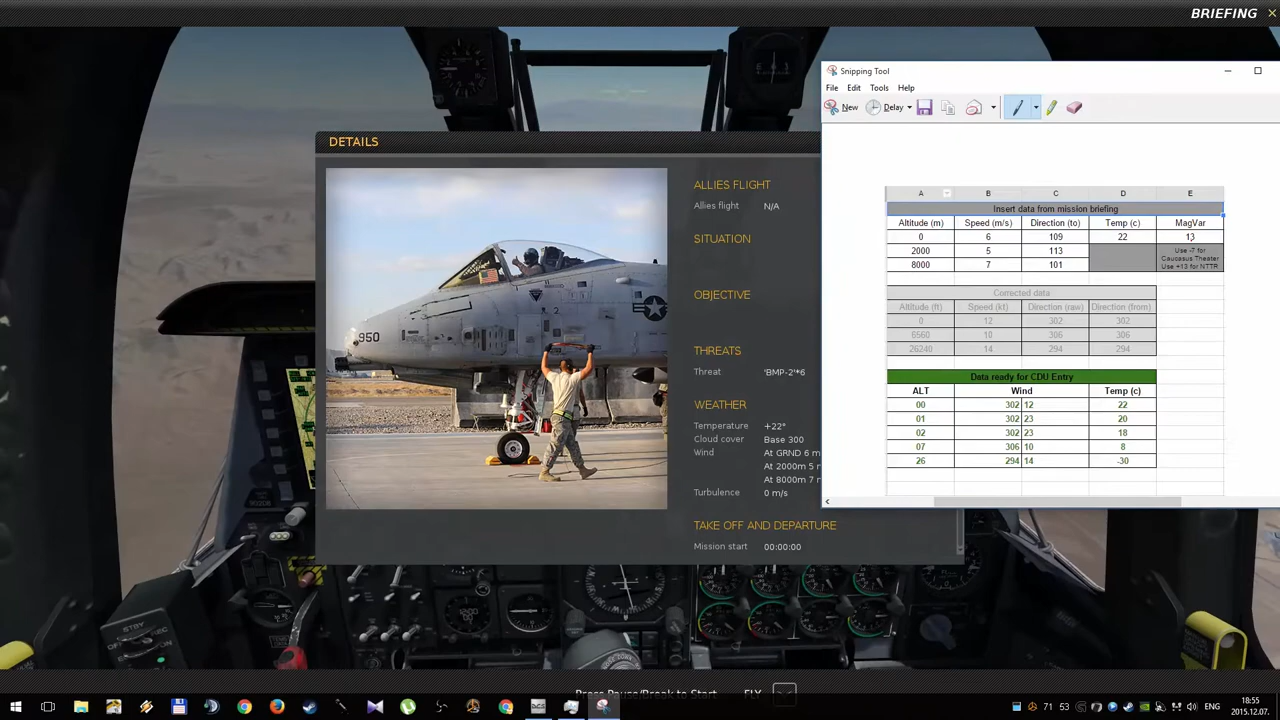 BRIEFING ×
Snipping Tool
File Edit Tools Help
New Delay
DETAILS
950
ALLIES FLIGHT
Allies flight N/A
SITUATION
OBJECTIVE
THREATS
Threat 'BMP-2'*6
WEATHER
Temperature +22°
Cloud cover Base 300
Wind At GRND 6 m
At 2000m 5
At 8000m 7
Turbulence 0 m/s
TAKE OFF AND DEPARTURE
Mission start 00:00:00
A B C D E
Insert data from mission briefing
Altitude (m) Speed (m/s) Direction (to) Temp (c) MagVar
0 6 109 22 13
2000 5 113
8000 7 101
Use -7 for
Caucasus Theater
Use +13 for NTTR
Corrected data
Altitude (ft) Speed (kt) Direction (raw) Direction (from)
0 12 302 302
6560 10 306 306
26240 14 294 294
Data ready for CDU Entry
ALT Wind Temp (c)
00 302 12 22
01 302 23 20
02 302 23 18
07 306 10 8
26 294 14 -30
STBY
Press Pause/Break to Start FLY
71 53 ENG
18:55
2015.12.07.